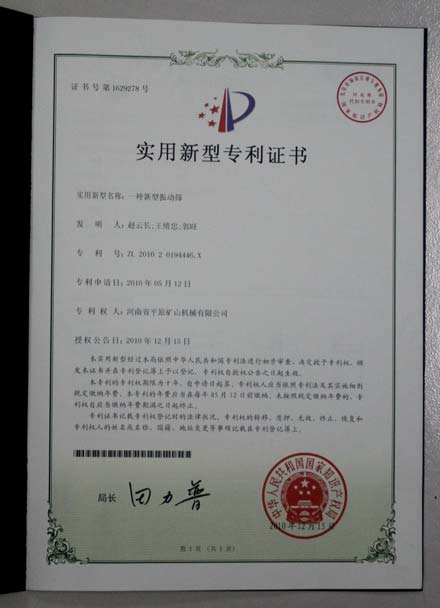 证书号第1629278号
实用新型专利证书
实用新型名称：一种新型振动筛
发 明 人：赵云长;王绪忠;郭旺
专 利 号：ZL 2010 2 0194446.X
专利申请日：2010年05月12日
专 利 权 人：河南省平原矿山机械有限公司
授权公告日：2010年12月15日
本实用新型经过本局依照中华人民共和国专利法进行初步审查，决定授予专利权，颁
发本证书并在专利登记簿上予以登记。专利权自授权公告之日起生效。
本专利的专利权期限为十年，自申请日起算。专利权人应当依照专利法及其实施细则
规定缴纳年费。本专利的年费应当在每年05月12日前缴纳。未按照规定缴纳年费的，专利
权自应当缴纳年费期满之日起终止。
专利证书记载专利权登记时的法律状况。专利权的转移、质押、无效、终止、恢复和
专利权人的姓名或名称、国籍、地址变更等事项记载在专利登记簿上。
局长 田力普
中华人民共和国国家知识产权局
2010年12月15日
第1页（共1页）